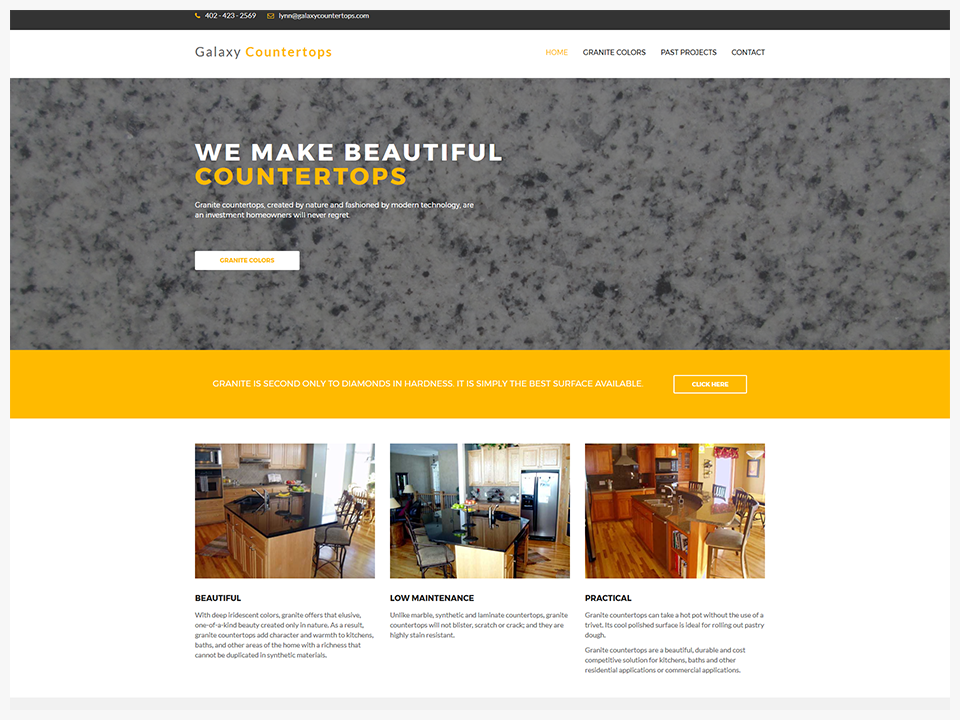 402 - 423 - 2569 lynn@galaxycountertops.com
Galaxy Countertops
HOME GRANITE COLORS PAST PROJECTS CONTACT
WE MAKE BEAUTIFUL
COUNTERTOPS
Granite countertops, created by nature and fashioned by modern technology, are
an investment homeowners will never regret.
GRANITE COLORS
GRANITE IS SECOND ONLY TO DIAMONDS IN HARDNESS. IT IS SIMPLY THE BEST SURFACE AVAILABLE.
CLICK HERE
BEAUTIFUL
With deep iridescent colors, granite offers that elusive,
one-of-a-kind beauty created only in nature. As a result,
granite countertops add character and warmth to kitchens,
baths, and other areas of the home with a richness that
cannot be duplicated in synthetic materials.
LOW MAINTENANCE
Unlike marble, synthetic and laminate countertops, granite
countertops will not blister, scratch or crack; and they are
highly stain resistant.
PRACTICAL
Granite countertops can take a hot pot without the use of a
trivet. Its cool polished surface is ideal for rolling out pastry
dough.
Granite countertops are a beautiful, durable and cost
competitive solution for kitchens, baths and other
residential applications or commercial applications.